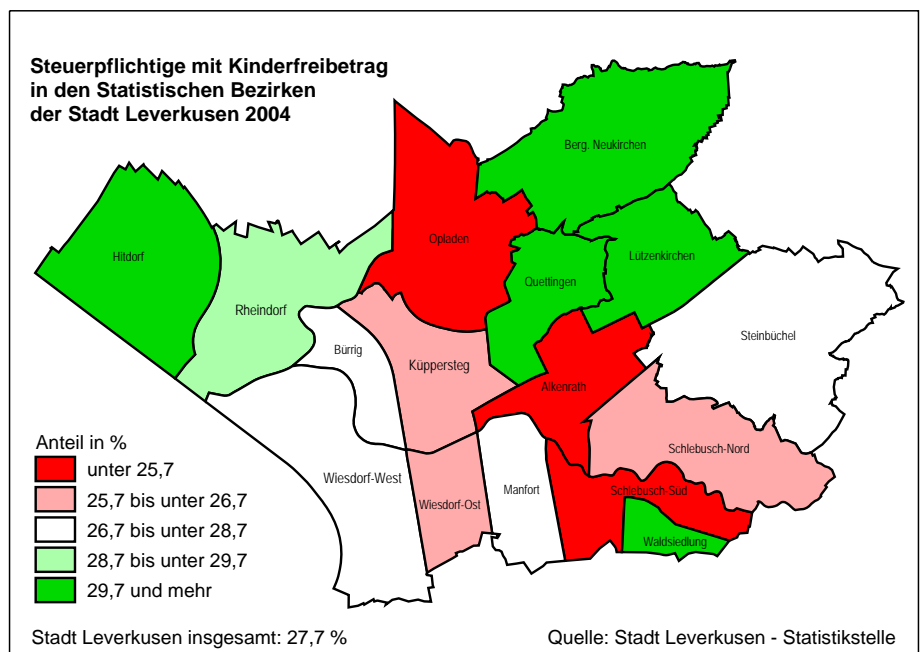 Steuerpflichtige mit Kinderfreibetrag
in den Statistischen Bezirken
der Stadt Leverkusen 2004
Berg. Neukirchen
Opladen
Hitdorf
Lützenkirchen
Quettingen
Rheindorf
Steinbüchel
Bürrig
Küppersteg
Alkenrath
Schlebusch-Nord
Wiesdorf-West
Manfort
Schlebusch-Süd
Wiesdorf-Ost
Waldsiedlung
Anteil in %
unter 25,7
25,7 bis unter 26,7
26,7 bis unter 28,7
28,7 bis unter 29,7
29,7 und mehr
Stadt Leverkusen insgesamt: 27,7 %
Quelle: Stadt Leverkusen - Statistikstelle